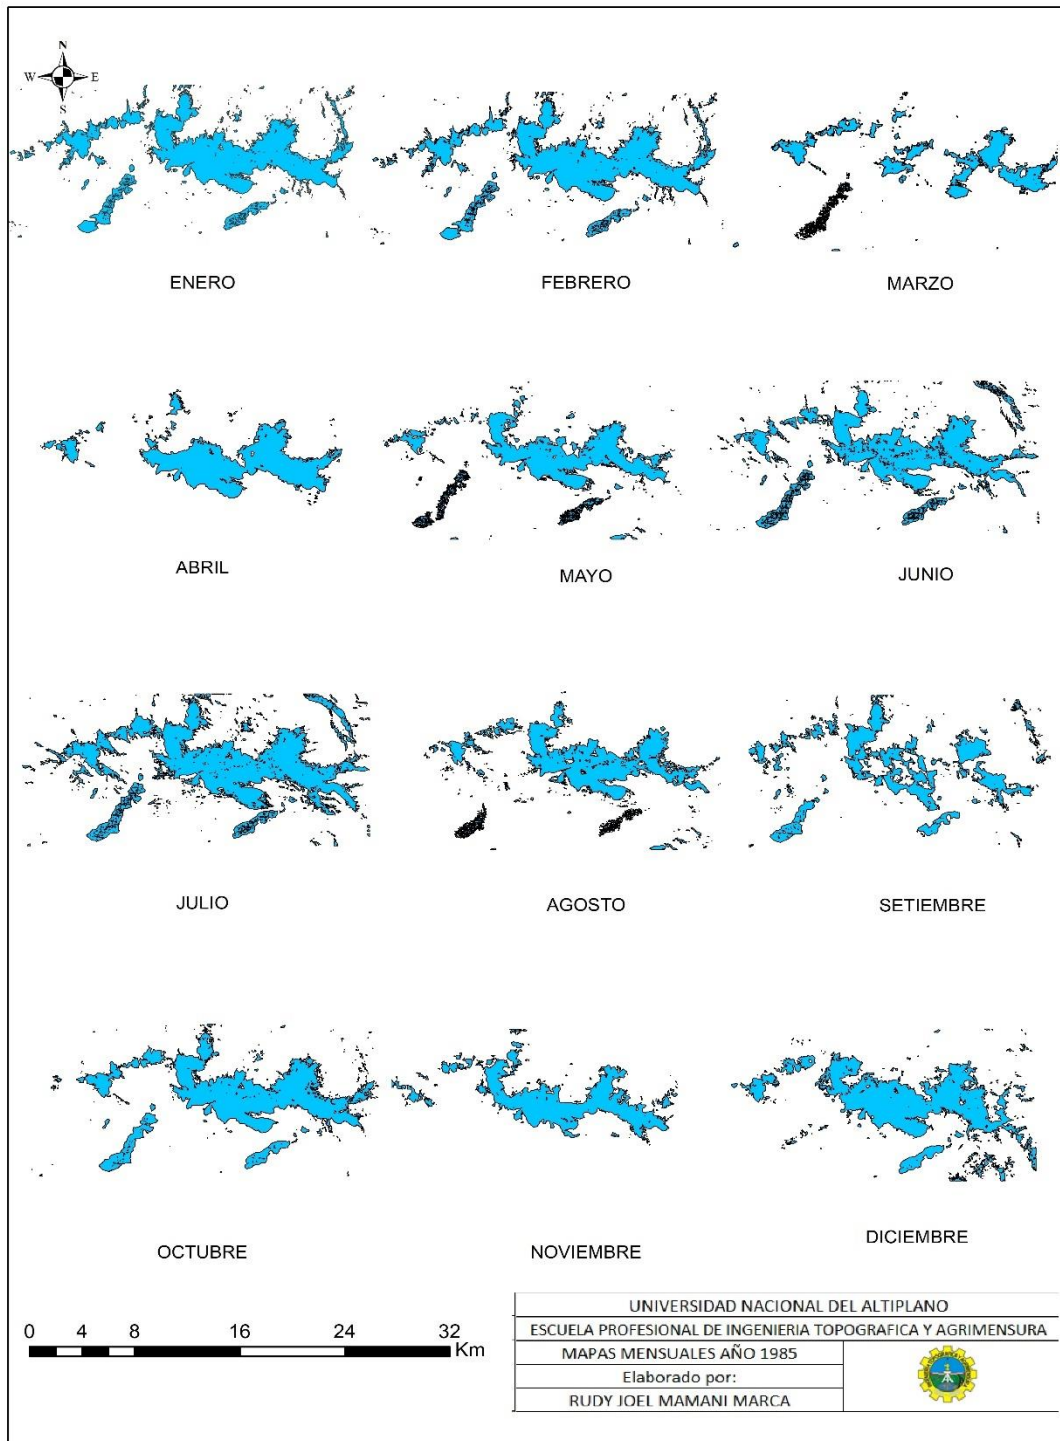 N
W E
S
ENERO
FEBRERO
MARZO
ABRIL
MAYO
JUNIO
JULIO
AGOSTO
SETIEMBRE
OCTUBRE
NOVIEMBRE
DICIEMBRE
0 4 8 16 24 32
Km
UNIVERSIDAD NACIONAL DEL ALTIPLANO
ESCUELA PROFESIONAL DE INGENIERIA TOPOGRAFICA Y AGRIMENSURA
MAPAS MENSUALES AÑO 1985
Elaborado por:
RUDY JOEL MAMANI MARCA